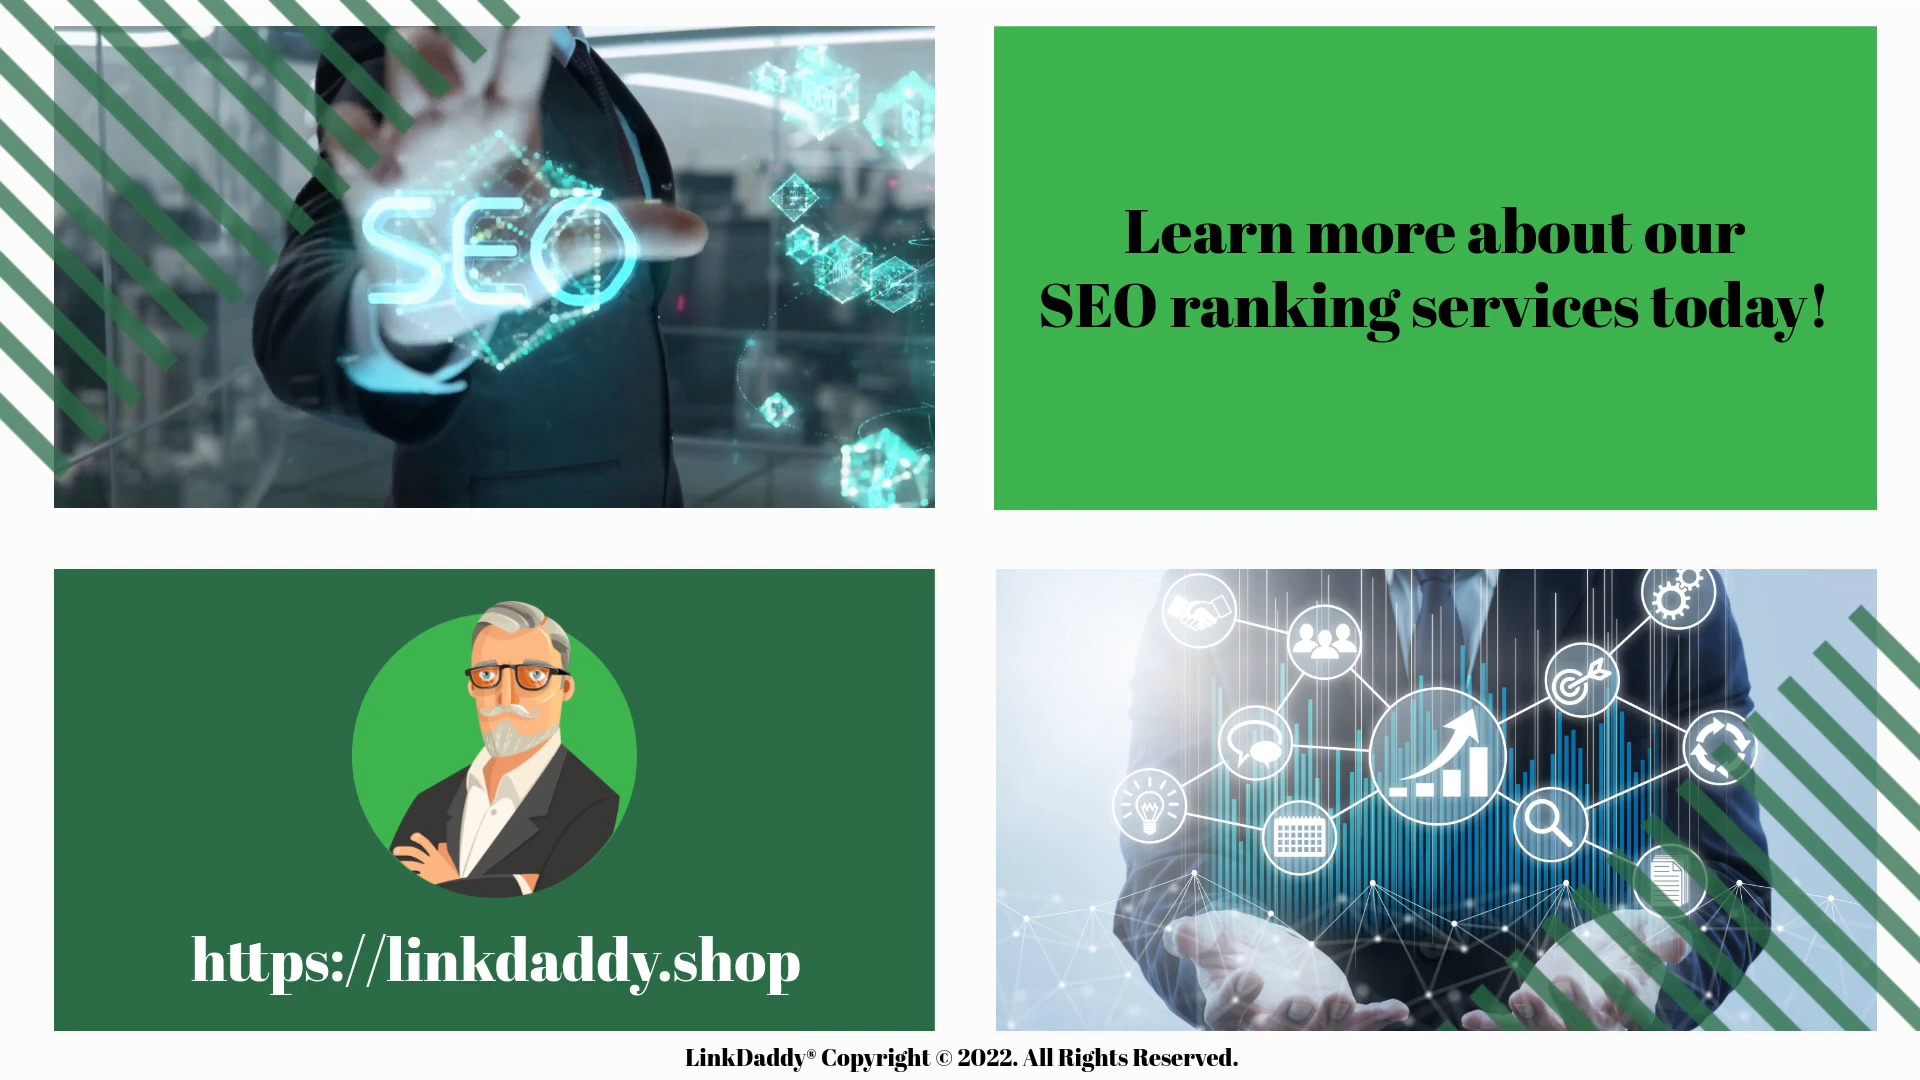 SEO
Learn more about our
SEO ranking services today!
https://linkdaddy.shop
LinkDaddy® Copyright © 2022. All Rights Reserved.